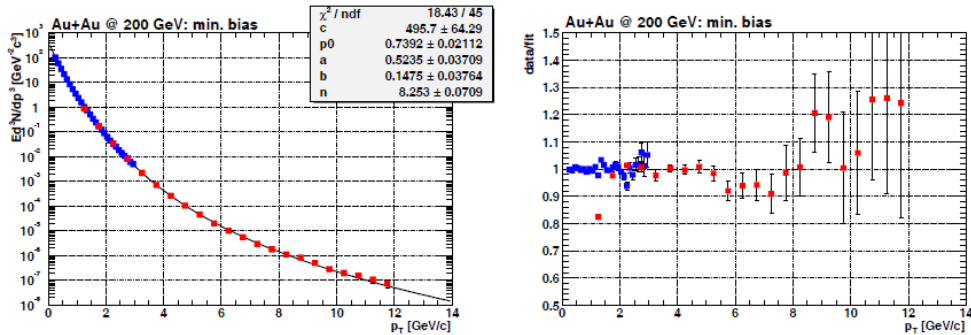 Au+Au @ 200 GeV: min. bias
χ² / ndf 18.43 / 45
c 495.7 ± 64.29
p0 0.7392 ± 0.02112
a 0.5235 ± 0.03709
b 0.1475 ± 0.03764
n 8.253 ± 0.0709
Ed³N/dp³ [GeV⁻²c³]
10³
10²
10
1
10⁻¹
10⁻²
10⁻³
10⁻⁴
10⁻⁵
10⁻⁶
10⁻⁷
10⁻⁸
0 2 4 6 8 10 12 14
p_T [GeV/c]
Au+Au @ 200 GeV: min. bias
data/fit
1.5
1.4
1.3
1.2
1.1
1
0.9
0.8
0.7
0.6
0.5
0 2 4 6 8 10 12 14
p_T [GeV/c]